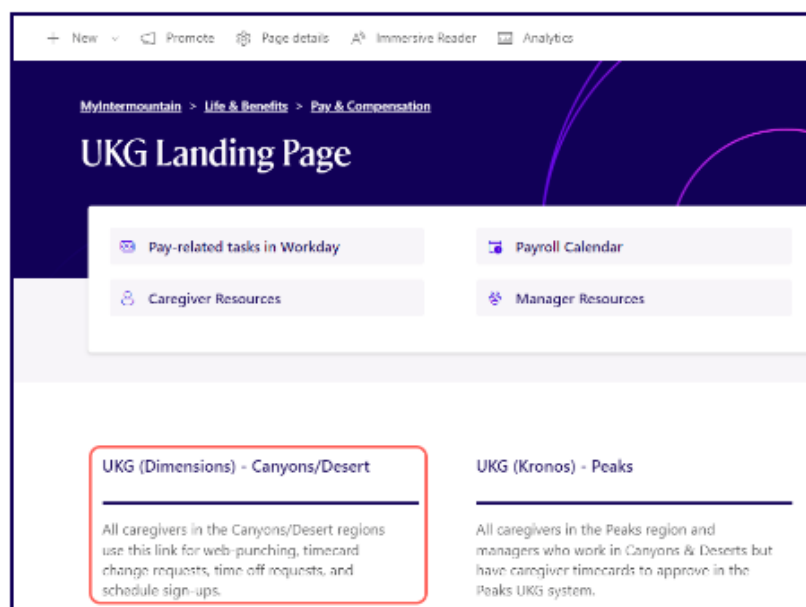 New Promote Page details Immersive Reader Analytics
MyIntermountain > Life & Benefits > Pay & Compensation
UKG Landing Page
Pay-related tasks in Workday
Payroll Calendar
Caregiver Resources
Manager Resources
UKG (Dimensions) - Canyons/Desert
All caregivers in the Canyons/Desert regions
use this link for web-punching, timecard
change requests, time off requests, and
schedule sign-ups.
UKG (Kronos) - Peaks
All caregivers in the Peaks region and
managers who work in Canyons & Deserts but
have caregiver timecards to approve in the
Peaks UKG system.